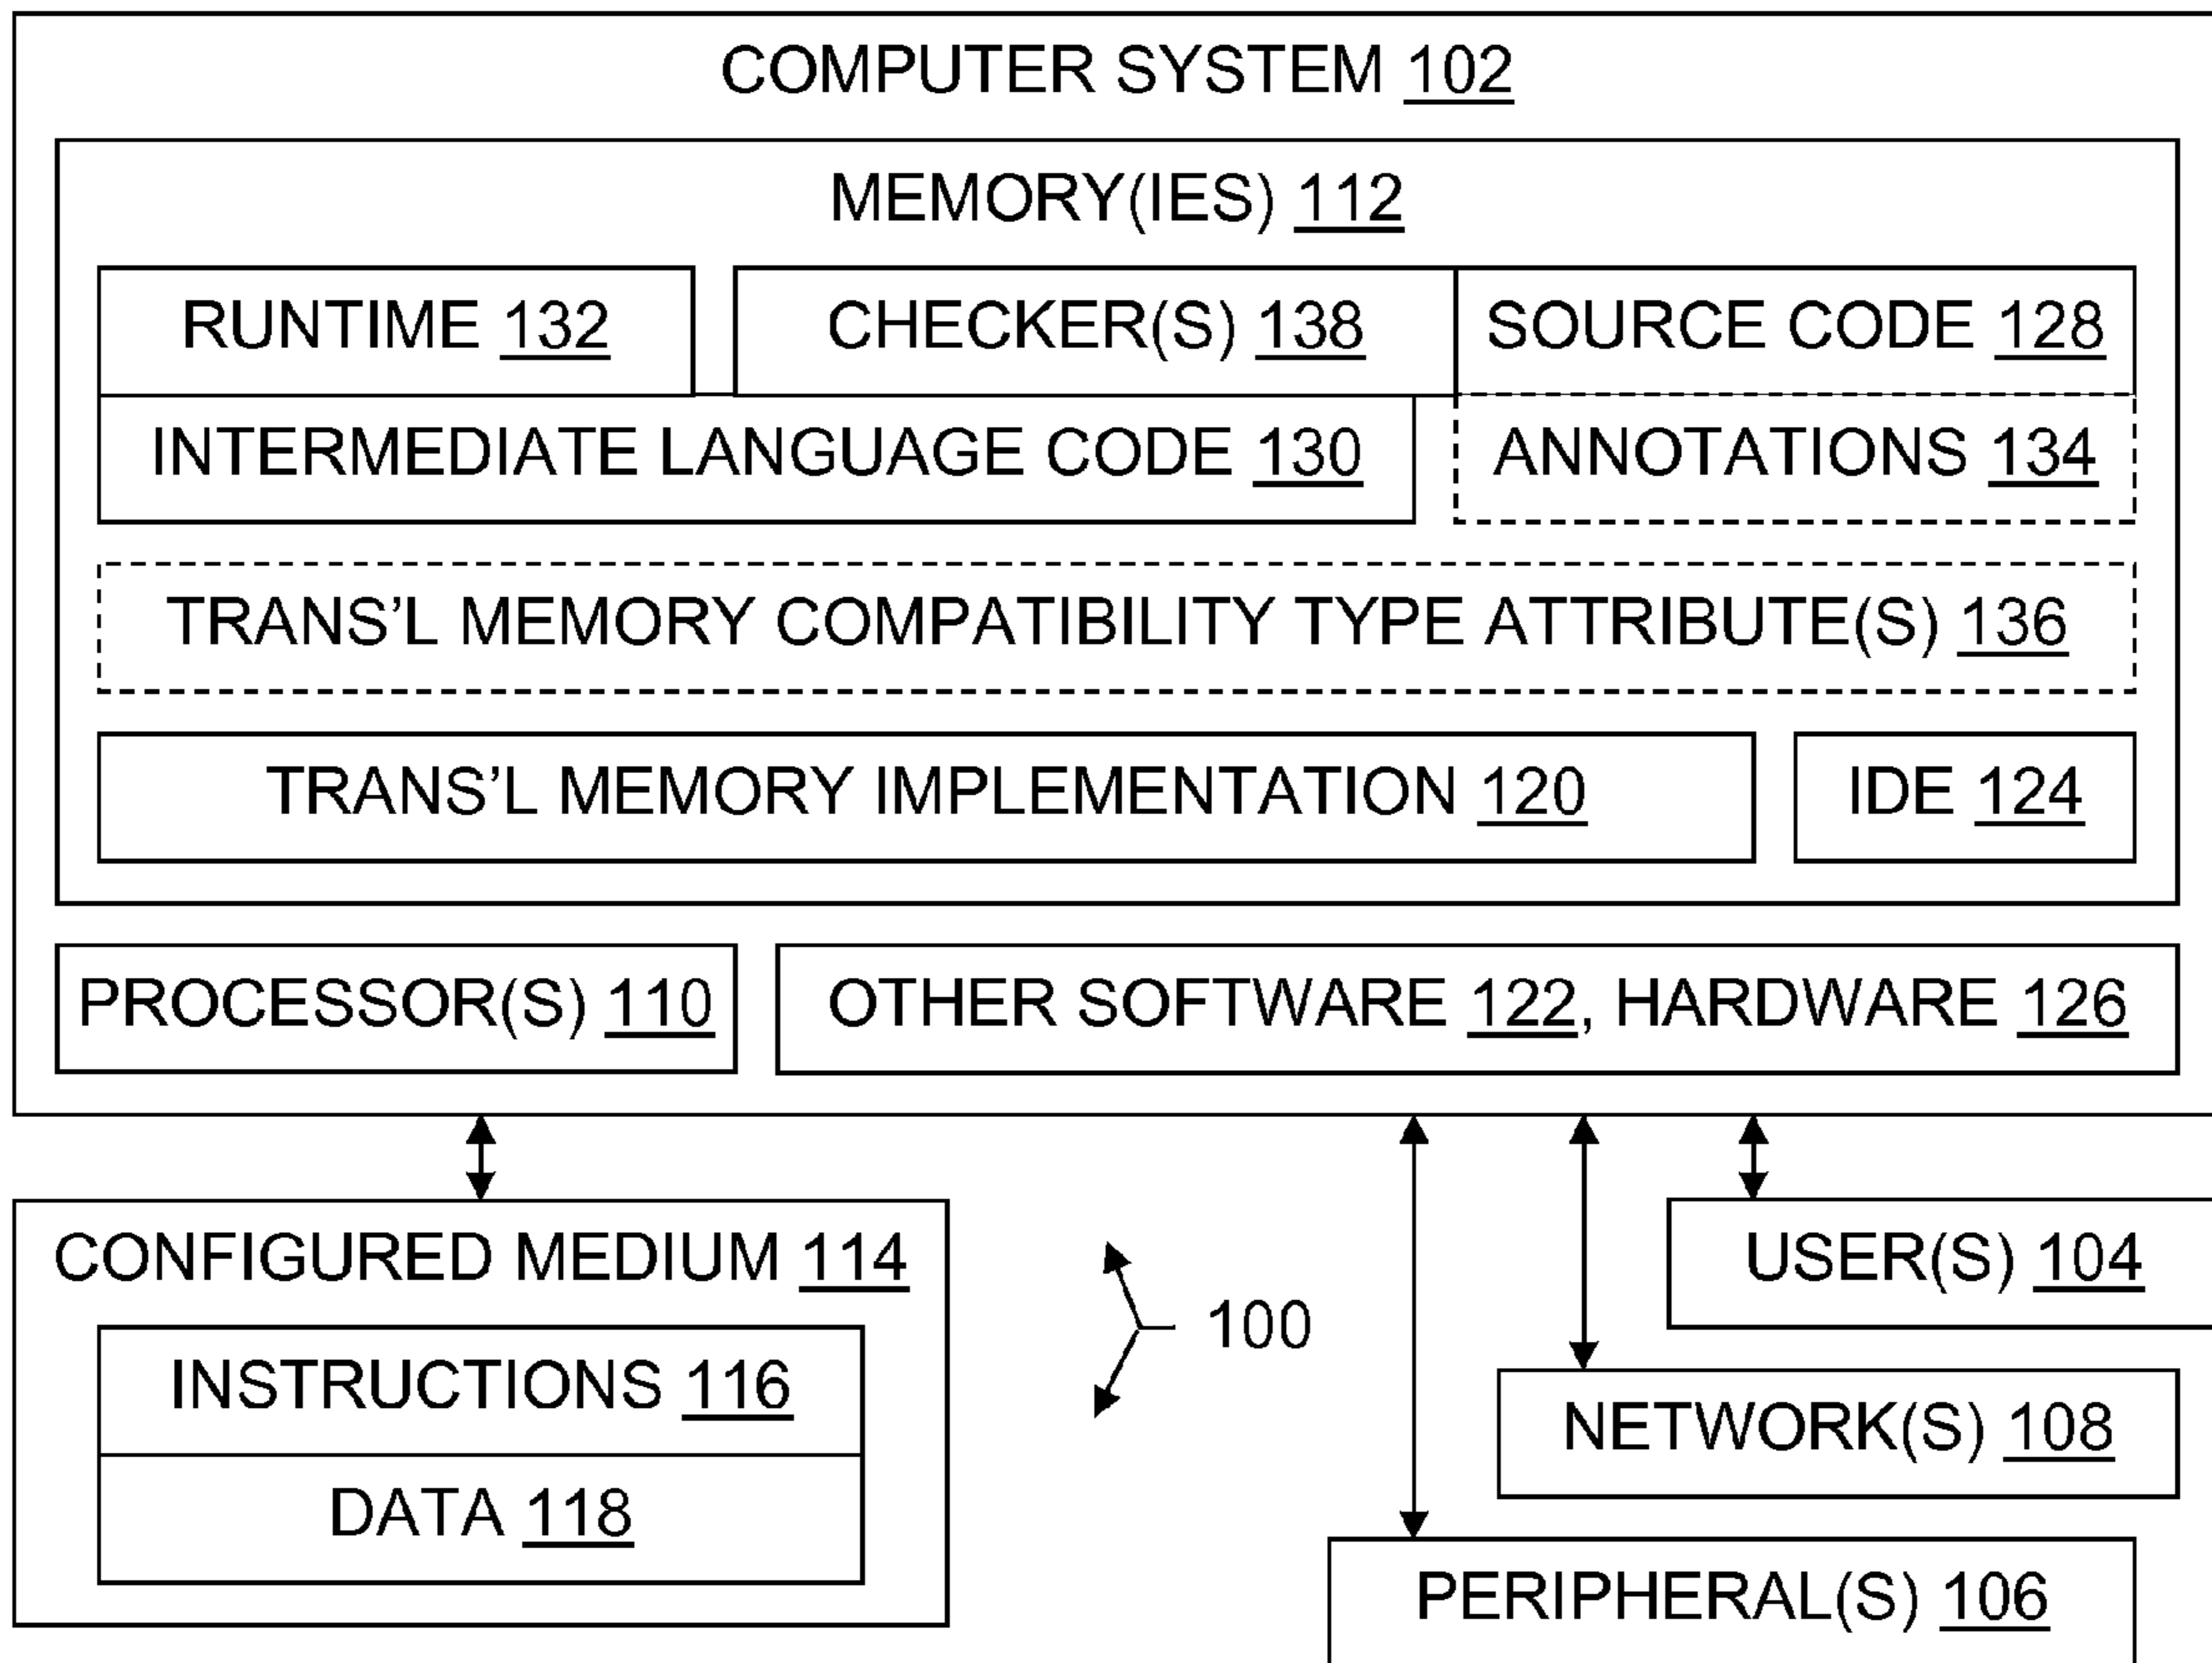 COMPUTER SYSTEM 102
MEMORY(IES) 112
RUNTIME 132
CHECKER(S) 138
SOURCE CODE 128
INTERMEDIATE LANGUAGE CODE 130
ANNOTATIONS 134
TRANS'L MEMORY COMPATIBILITY TYPE ATTRIBUTE(S) 136
TRANS'L MEMORY IMPLEMENTATION 120
IDE 124
PROCESSOR(S) 110
OTHER SOFTWARE 122, HARDWARE 126
CONFIGURED MEDIUM 114
INSTRUCTIONS 116
DATA 118
100
USER(S) 104
NETWORK(S) 108
PERIPHERAL(S) 106